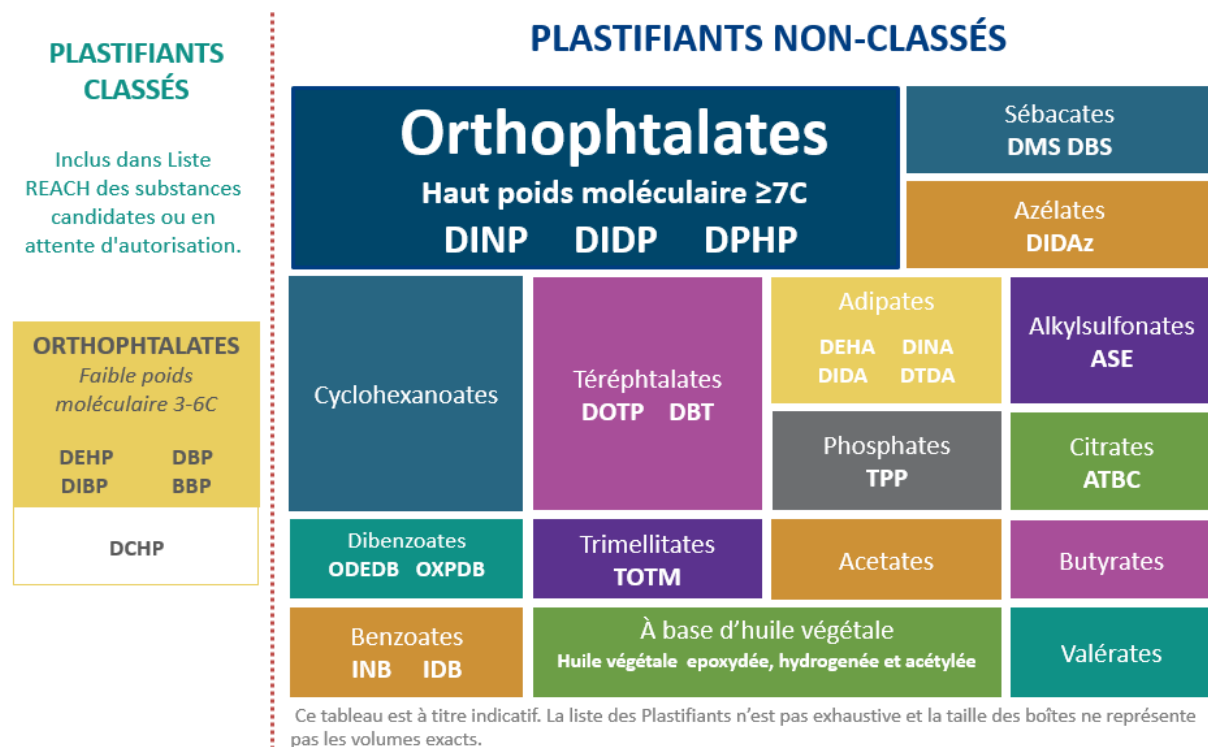 PLASTIFIANTS
CLASSÉS
Inclus dans Liste
REACH des substances
candidates ou en
attente d'autorisation.
ORTHOPHTALATES
Faible poids
moléculaire 3-6C
DEHP DBP
DIBP BBP
DCHP
PLASTIFIANTS NON-CLASSÉS
Orthophtalates
Haut poids moléculaire ≥7C
DINP DIDP DPHP
Sébacates
DMS DBS
Azélates
DIDAz
Cyclohexanoates
Téréphtalates
DOTP DBT
Adipates
DEHA DINA
DIDA DTDA
Alkylsulfonates
ASE
Phosphates
TPP
Citrates
ATBC
Dibenzoates
ODEDB OXPDB
Trimellitates
TOTM
Acetates
Butyrates
Benzoates
INB IDB
À base d’huile végétale
Huile végétale epoxydée, hydrogenée et acétylée
Valérates
Ce tableau est à titre indicatif. La liste des Plastifiants n’est pas exhaustive et la taille des boîtes ne représente
pas les volumes exacts.